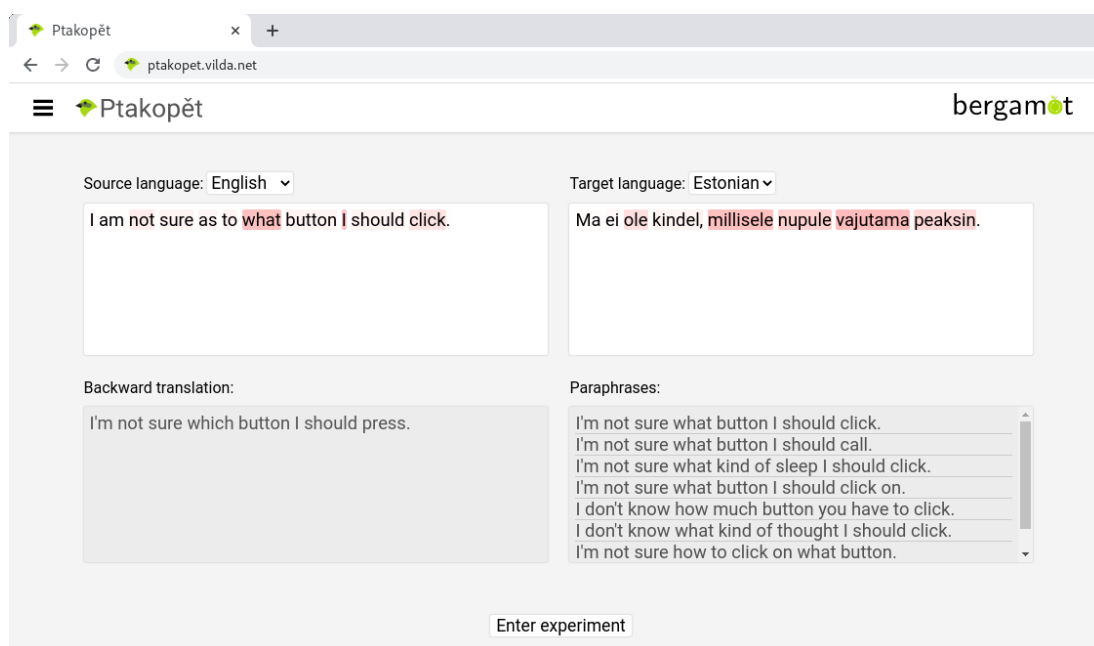 Ptakopět
ptakopet.vilda.net
Ptakopět
bergamot
Source language: English
Target language: Estonian
I am not sure as to what button I should click.
Ma ei ole kindel, millisele nupule vajutama peaksin.
Backward translation:
Paraphrases:
I'm not sure which button I should press.
I'm not sure what button I should click.
I'm not sure what button I should call.
I'm not sure what kind of sleep I should click.
I'm not sure what button I should click on.
I don't know how much button you have to click.
I don't know what kind of thought I should click.
I'm not sure how to click on what button.
Enter experiment